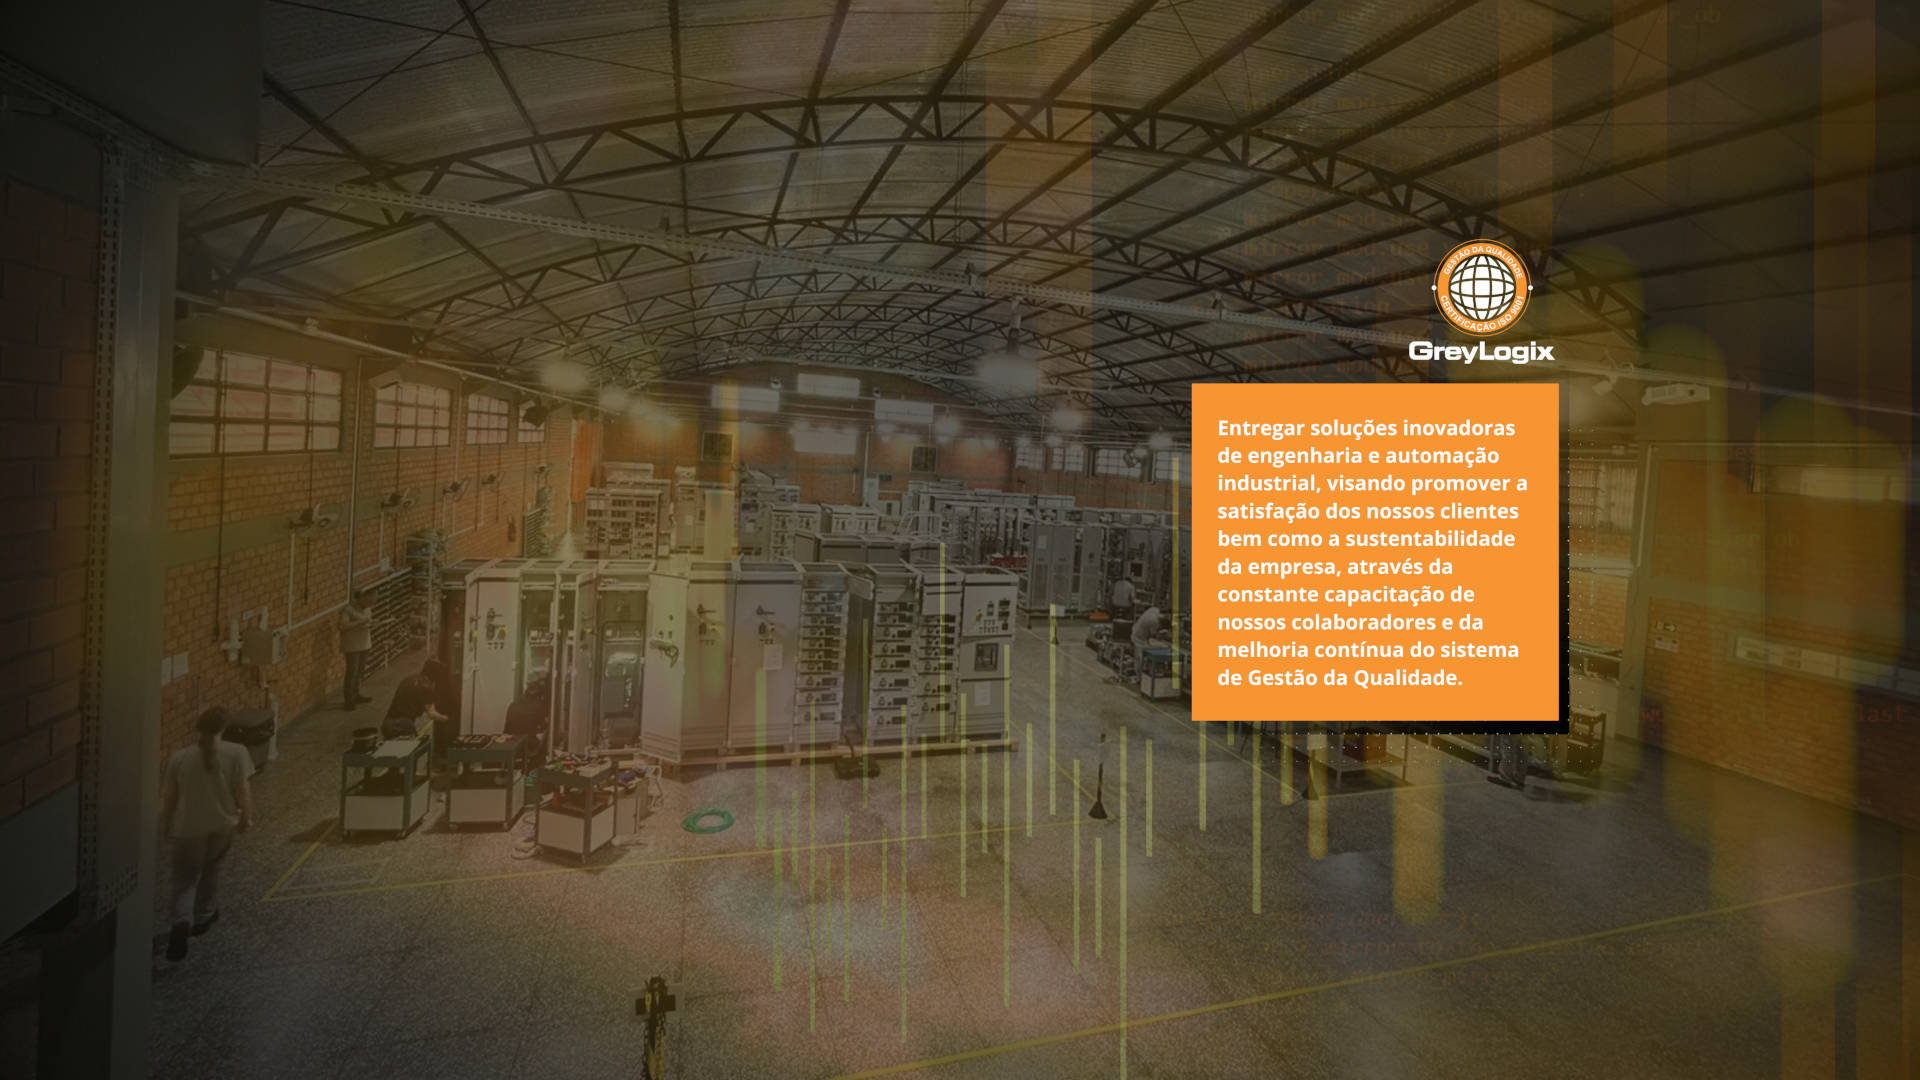 GESTÃO DA QUALIDADE
CERTIFICAÇÃO ISO 9001
GreyLogix
Entregar soluções inovadoras
de engenharia e automação
industrial, visando promover a
satisfação dos nossos clientes
bem como a sustentabilidade
da empresa, através da
constante capacitação de
nossos colaboradores e da
melhoria contínua do sistema
de Gestão da Qualidade.